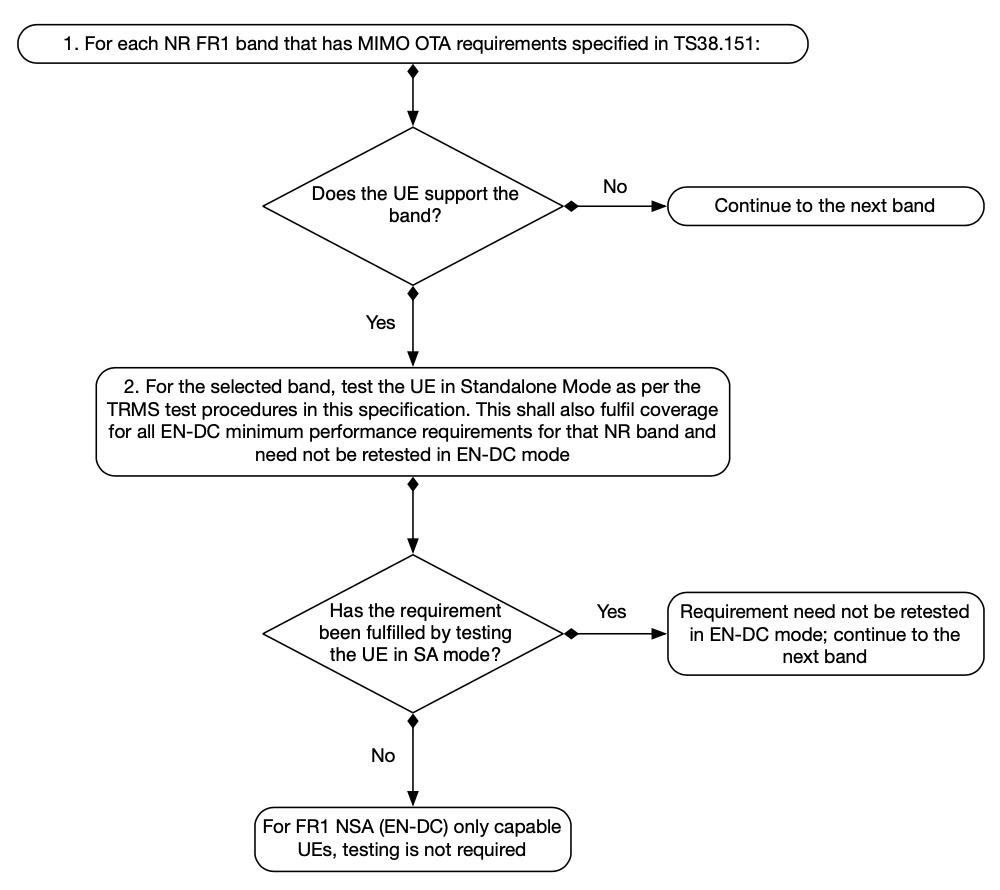 1. For each NR FR1 band that has MIMO OTA requirements specified in TS38.151:
Does the UE support the
band?
No
Continue to the next band
Yes
2. For the selected band, test the UE in Standalone Mode as per the
TRMS test procedures in this specification. This shall also fulfil coverage
for all EN-DC minimum performance requirements for that NR band and
need not be retested in EN-DC mode
Has the requirement
been fulfilled by testing
the UE in SA mode?
Yes
Requirement need not be retested
in EN-DC mode; continue to the
next band
No
For FR1 NSA (EN-DC) only capable
UEs, testing is not required